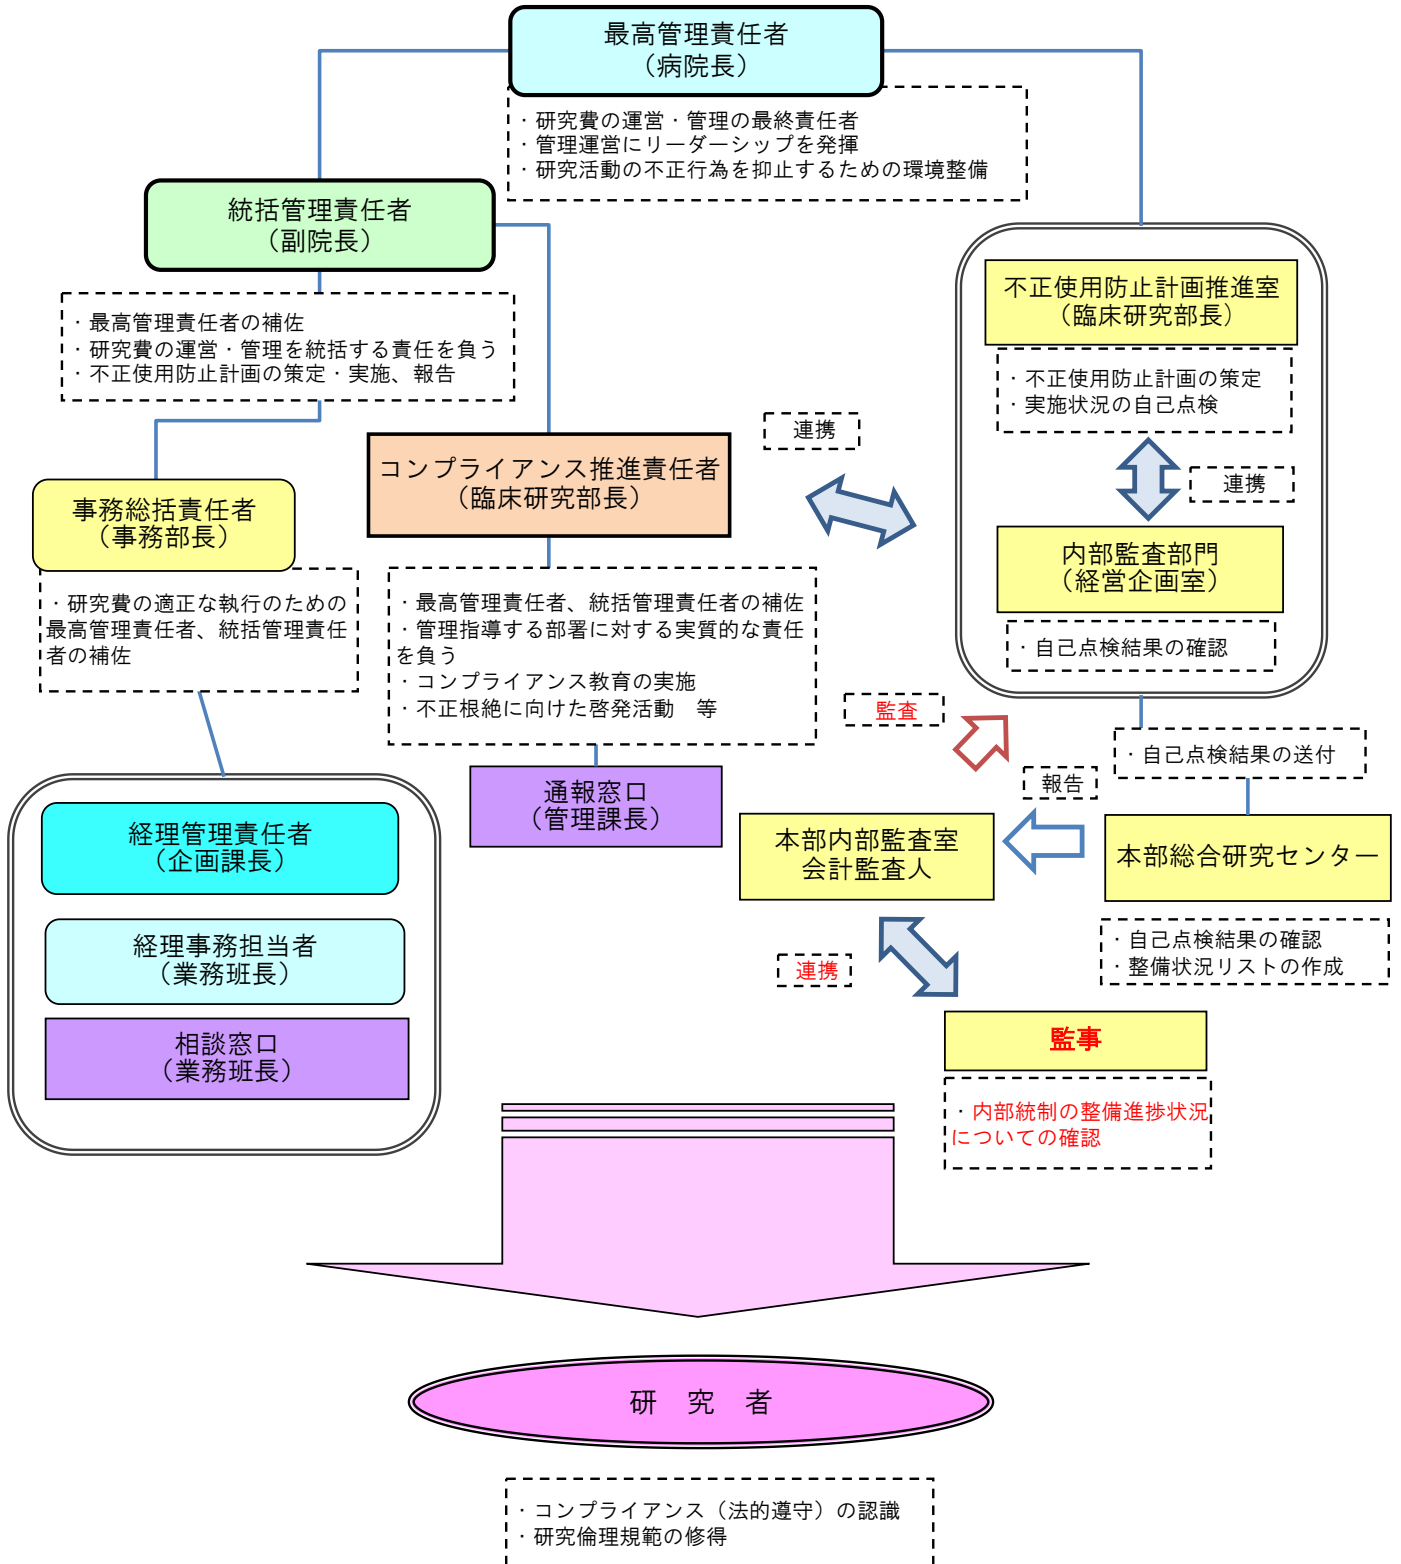 最高管理責任者
（病院長）
・研究費の運営・管理の最終責任者
・管理運営にリーダーシップを発揮
・研究活動の不正行為を抑止するための環境整備
統括管理責任者
（副院長）
・最高管理責任者の補佐
・研究費の運営・管理を統括する責任を負う
・不正使用防止計画の策定・実施、報告
不正使用防止計画推進室
（臨床研究部長）
・不正使用防止計画の策定
・実施状況の自己点検
連携
連携
コンプライアンス推進責任者
（臨床研究部長）
事務総括責任者
（事務部長）
内部監査部門
（経営企画室）
・自己点検結果の確認
・研究費の適正な執行のための
最高管理責任者、統括管理責任
者の補佐
・最高管理責任者、統括管理責任者の補佐
・管理指導する部署に対する実質的な責任
を負う
・コンプライアンス教育の実施
・不正根絶に向けた啓発活動　等
監査
・自己点検結果の送付
報告
通報窓口
（管理課長）
経理管理責任者
（企画課長）
本部内部監査室
会計監査人
本部総合研究センター
・自己点検結果の確認
・整備状況リストの作成
経理事務担当者
（業務班長）
連携
相談窓口
（業務班長）
監事
・内部統制の整備進捗状況
についての確認
研　究　者
・コンプライアンス（法的遵守）の認識
・研究倫理規範の修得